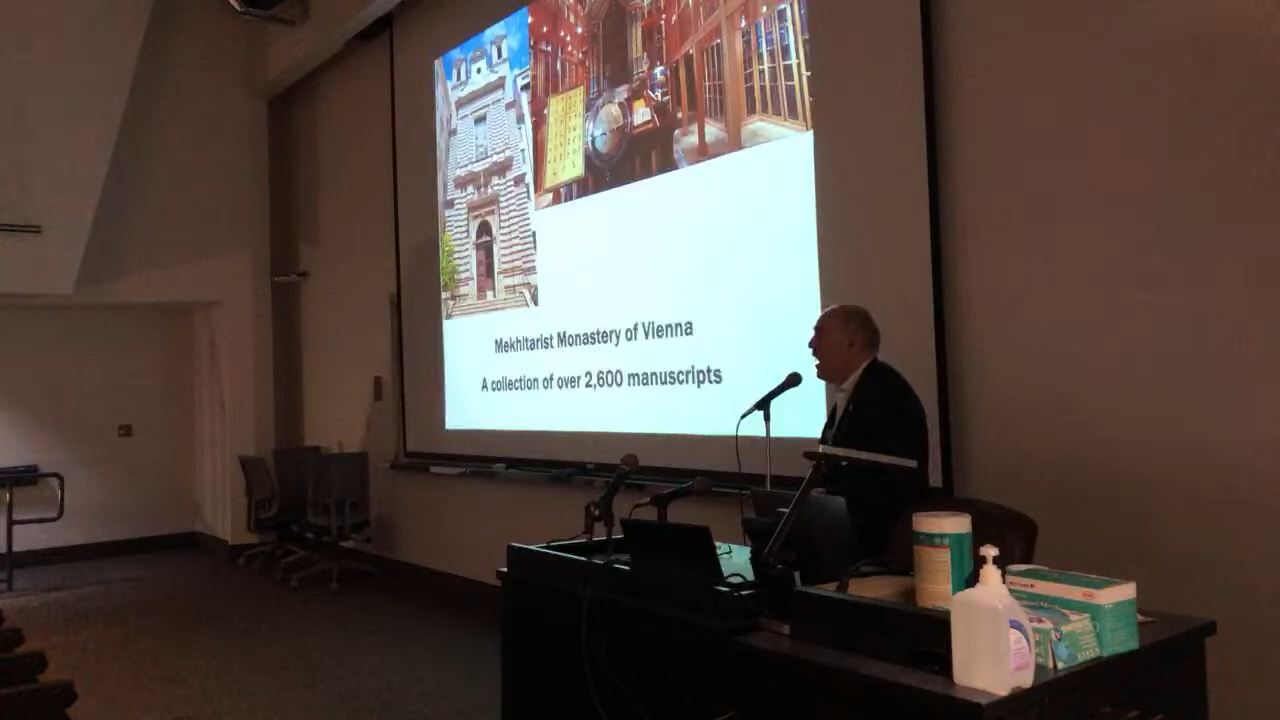 Mekhitarist Monastery of Vienna
A collection of over 2,600 manuscripts